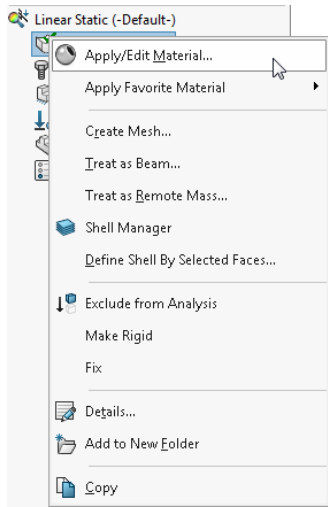 Linear Static (-Default-)
Apply/Edit Material...
Apply Favorite Material
Create Mesh...
Treat as Beam...
Treat as Remote Mass...
Shell Manager
Define Shell By Selected Faces...
Exclude from Analysis
Make Rigid
Fix
Details...
Add to New Folder
Copy